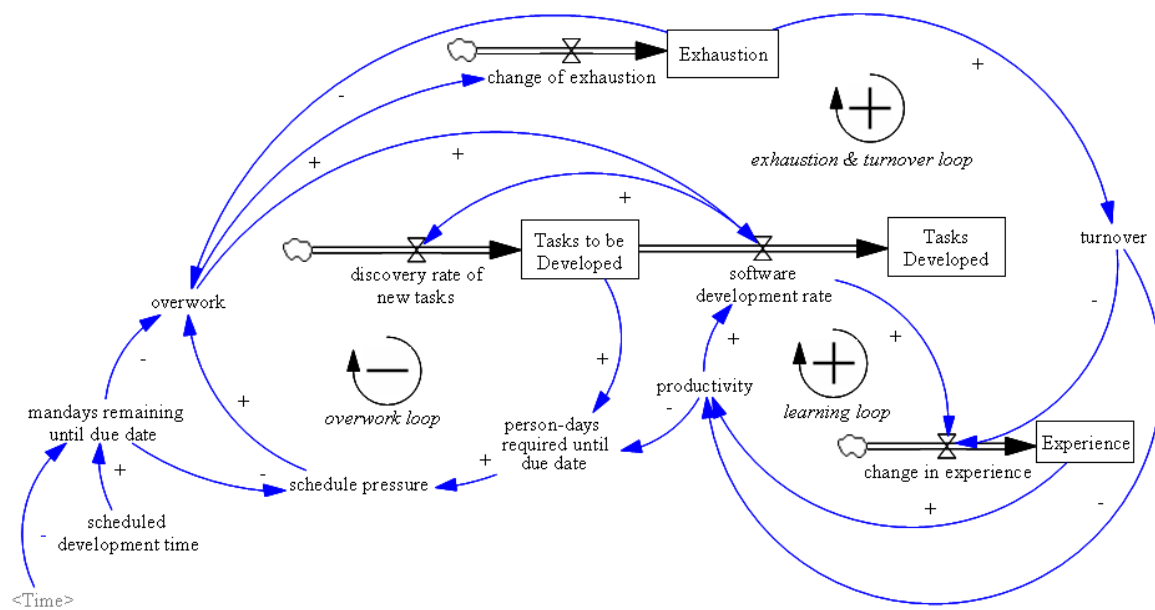 Exhaustion
change of exhaustion
+
-
+
+
exhaustion & turnover loop
+
Tasks to be
Developed
Tasks
Developed
turnover
discovery rate of
new tasks
software
development rate
overwork
-
+
+
-
+
+
productivity
learning loop
overwork loop
+
-
mandays remaining
until due date
person-days
required until
due date
Experience
change in experience
+
-
+
schedule pressure
+
-
scheduled
development time
-
<Time>